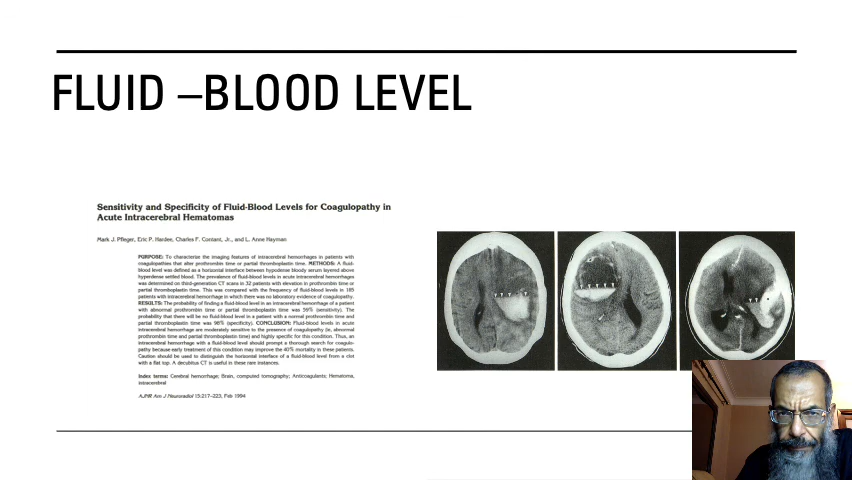 FLUID –BLOOD LEVEL
Sensitivity and Specificity of Fluid-Blood Levels for Coagulopathy in
Acute Intracerebral Hematomas
Mark J. Pfleger, Eric P. Hardee, Charles F. Contant, Jr., and L. Anne Hayman
PURPOSE: To characterize the imaging features of intracerebral hemorrhages in patients with
coagulopathies that alter prothrombin time or partial thromboplastin time. METHODS: A fluid-
blood level was defined as a horizontal interface between hypodense bloody serum layered above
hyperdense settled blood. The prevalence of fluid-blood levels in acute intracerebral hemorrhages
was determined on third-generation CT scans in 32 patients with elevation in prothrombin time or
partial thromboplastin time. This was compared with the frequency of fluid-blood levels in 185
patients with intracerebral hemorrhage in which there was no laboratory evidence of coagulopathy.
RESULTS: The probability of finding a fluid-blood level in an intracerebral hemorrhage of a patient
with abnormal prothrombin time or partial thromboplastin time was 59% (sensitivity). The
probability that there will be no fluid-blood level in a patient with a normal prothrombin time and
partial thromboplastin time was 98% (specificity). CONCLUSION: Fluid-blood levels in acute
intracerebral hemorrhage are moderately sensitive to the presence of coagulopathy (ie, abnormal
prothrombin time and partial thromboplastin time) and highly specific for this condition. Thus, an
intracerebral hemorrhage with a fluid-blood level should prompt a thorough search for coagulo-
pathy because early treatment of this condition may improve the 40% mortality in these patients.
Caution should be used to distinguish the horizontal interface of a fluid-blood level from a clot
with a flat top. A decubitus CT is useful in these rare instances.
Index terms: Cerebral hemorrhage; Brain, computed tomography; Anticoagulants; Hematoma,
intracerebral
AJNR Am J Neuroradiol 15:217–223, Feb 1994